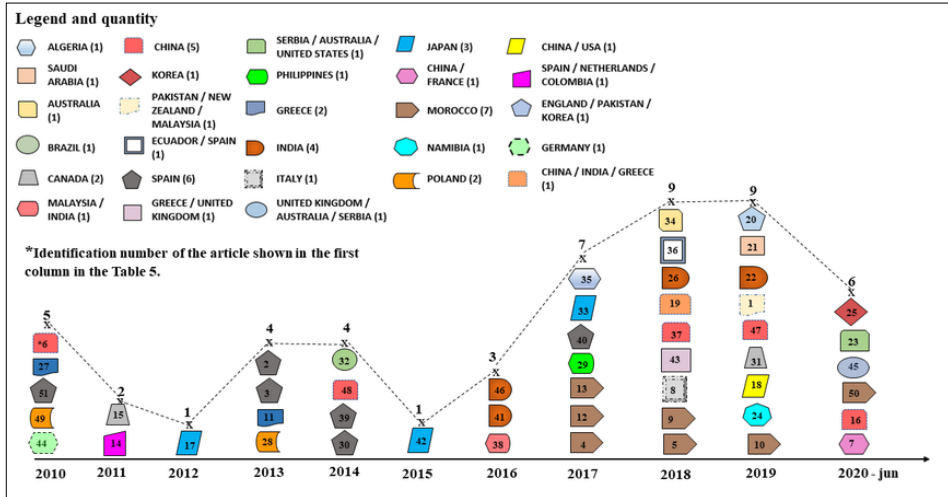 Legend and quantity
ALGERIA (1)
CHINA (5)
SERBIA / AUSTRALIA /
UNITED STATES (1)
JAPAN (3)
CHINA / USA (1)
SAUDI
ARABIA (1)
KOREA (1)
PHILIPPINES (1)
CHINA /
FRANCE (1)
SPAIN / NETHERLANDS /
COLOMBIA (1)
AUSTRALIA
(1)
PAKISTAN / NEW
ZEALAND /
MALAYSIA (1)
GREECE (2)
MOROCCO (7)
ENGLAND / PAKISTAN /
KOREA (1)
BRAZIL (1)
ECUADOR / SPAIN
(1)
INDIA (4)
NAMIBIA (1)
GERMANY (1)
CANADA (2)
SPAIN (6)
ITALY (1)
POLAND (2)
CHINA / INDIA / GREECE
(1)
MALAYSIA /
INDIA (1)
GREECE / UNITED
KINGDOM (1)
UNITED KINGDOM /
AUSTRALIA / SERBIA (1)
*Identification number of the article shown in the first
column in the Table 5.
5
x
*6
27
51
49
44
2
x
15
14
1
x
17
4
x
2
3
11
28
4
x
32
48
39
30
1
x
42
3
x
46
41
38
7
x
35
33
40
29
13
12
4
9
x
34
36
26
19
37
43
8
9
5
9
x
20
21
22
1
47
31
18
24
10
6
x
25
23
45
50
16
7
2010 2011 2012 2013 2014 2015 2016 2017 2018 2019 2020 - jun